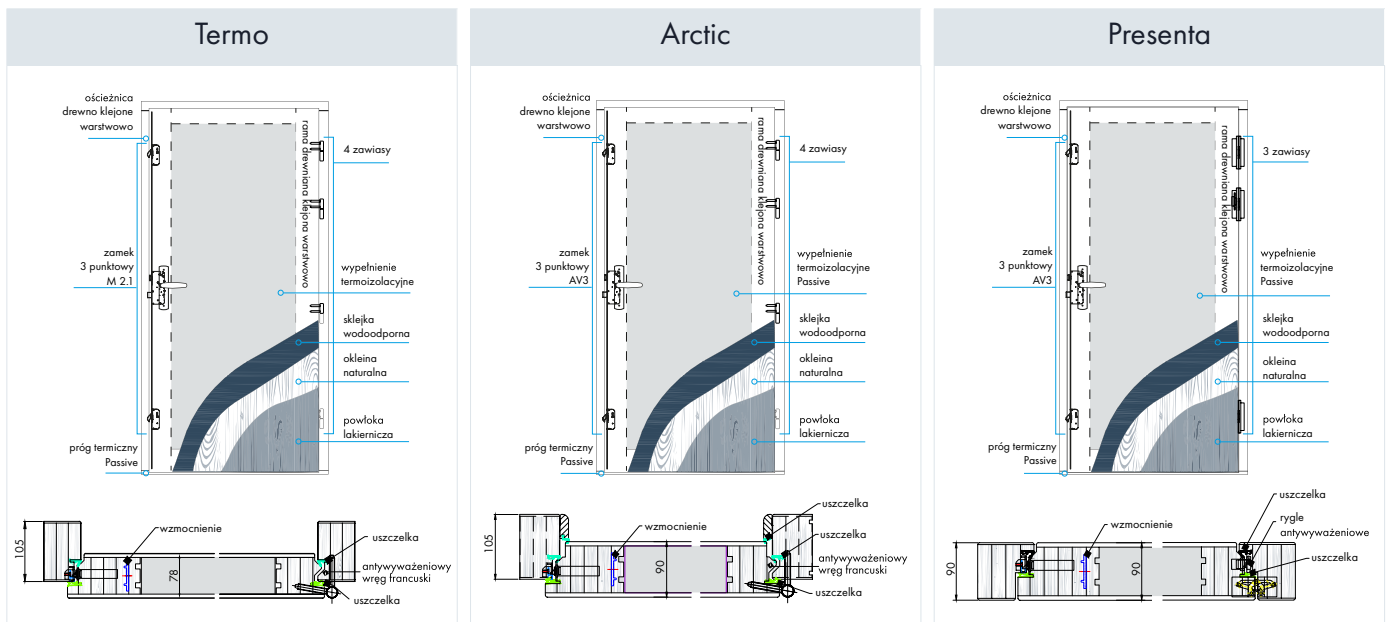 Termo
ościeżnica
drewno klejone
warstwowo
rama drewniana klejona warstwowo
4 zawiasy
zamek
3 punktowy
M 2.1
wypełnienie
termoizolacyjne
sklejka
wodoodporna
okleina
naturalna
powłoka
lakiernicza
próg termiczny
Passive
105
wzmocnienie
78
uszczelka
antywyważeniowy
wręg francuski
uszczelka
Arctic
ościeżnica
drewno klejone
warstwowo
rama drewniana klejona warstwowo
4 zawiasy
zamek
3 punktowy
AV3
wypełnienie
termoizolacyjne
Passive
sklejka
wodoodporna
okleina
naturalna
powłoka
lakiernicza
próg termiczny
Passive
105
wzmocnienie
90
uszczelka
uszczelka
antywyważeniowy
wręg francuski
uszczelka
Presenta
ościeżnica
drewno klejone
warstwowo
rama drewniana klejona warstwowo
3 zawiasy
zamek
3 punktowy
AV3
wypełnienie
termoizolacyjne
Passive
sklejka
wodoodporna
okleina
naturalna
powłoka
lakiernicza
próg termiczny
Passive
90
wzmocnienie
90
uszczelka
rygle
antywyważeniowe
uszczelka